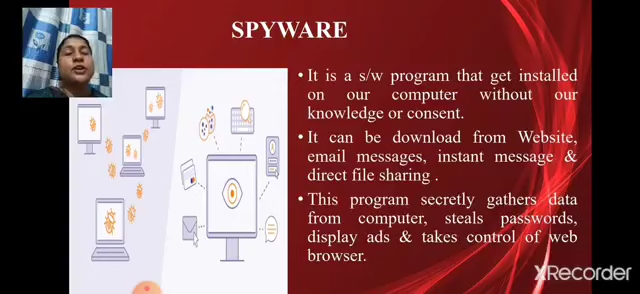 SPYWARE
• It is a s/w program that get installed
on our computer without our
knowledge or consent.
• It can be download from Website,
email messages, instant message &
direct file sharing .
• This program secretly gathers data
from computer, steals passwords,
display ads & takes control of web
browser.
XRecorder